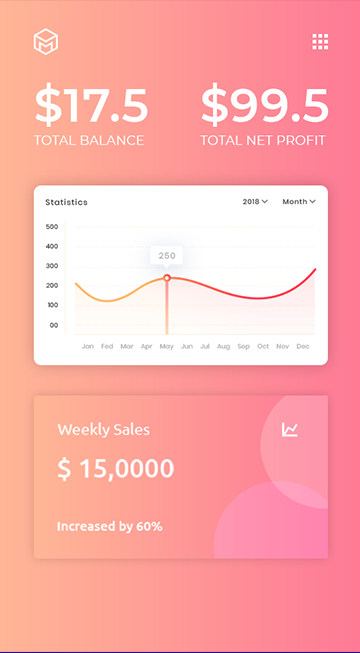 $17.5 $99.5
TOTAL BALANCE TOTAL NET PROFIT
Statistics 2018 Month
500
400
300
250
200
100
00
Jan Fed Mar Apr May Jun Jul Aug Sep Oct Nov Dec
Weekly Sales
$ 15,0000
Increased by 60%